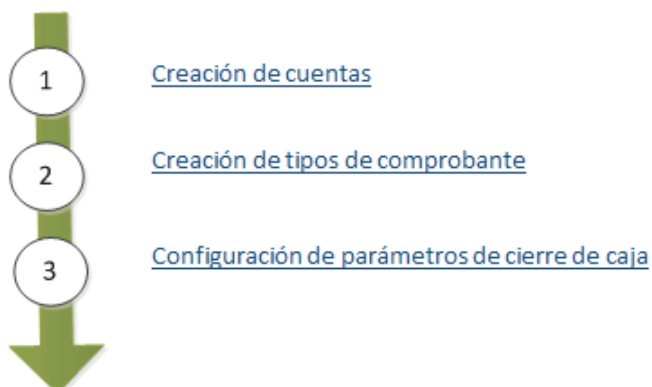 1 Creación de cuentas
2 Creación de tipos de comprobante
3 Configuración de parámetros de cierre de caja